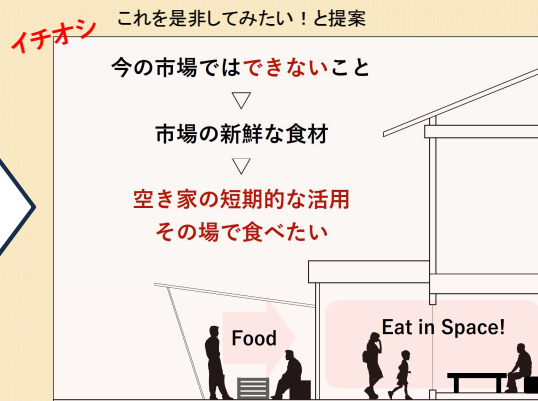 これを是非してみたい！と提案
イチオシ
今の市場ではできないこと
市場の新鮮な食材
空き家の短期的な活用
その場で食べたい
Food
Eat in Space!